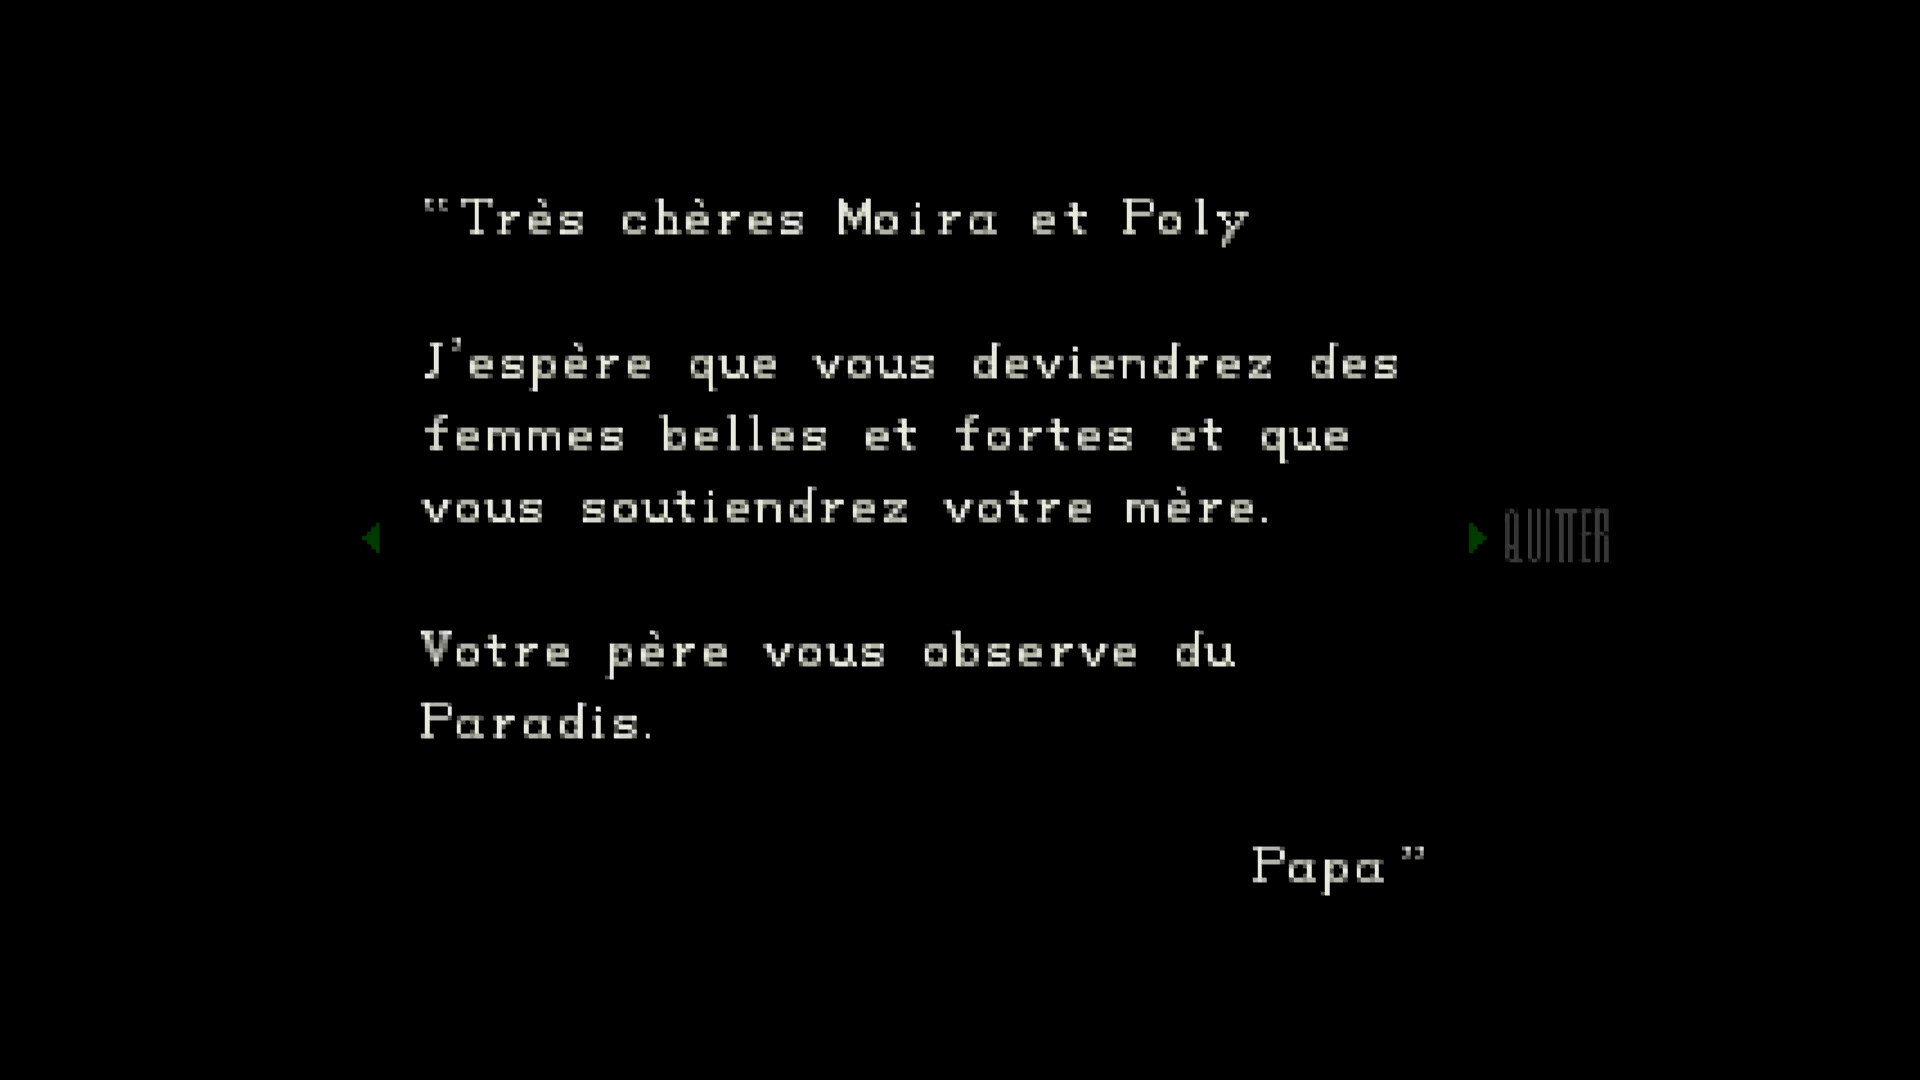 “Très chères Moira et Poly
J’espère que vous deviendrez des
femmes belles et fortes et que
vous soutiendrez votre mère.
QUITTER
Votre père vous observe du
Paradis.
Papa”